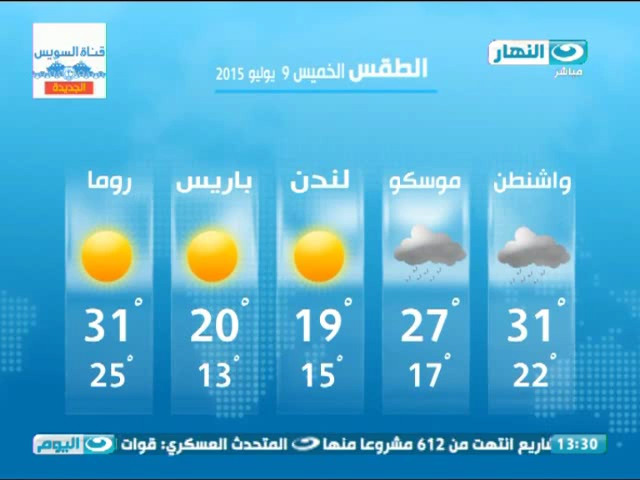 النهار
مباشر
قناة السويس
الجديدة
الطقس الخميس 9 يوليو 2015
واشنطن
31°
22°
موسكو
27°
17°
لندن
19°
15°
باريس
20°
13°
روما
31°
25°
13:30
شاريع انتهت من 612 مشروعا منها المتحدث العسكري: قوات
اليوم